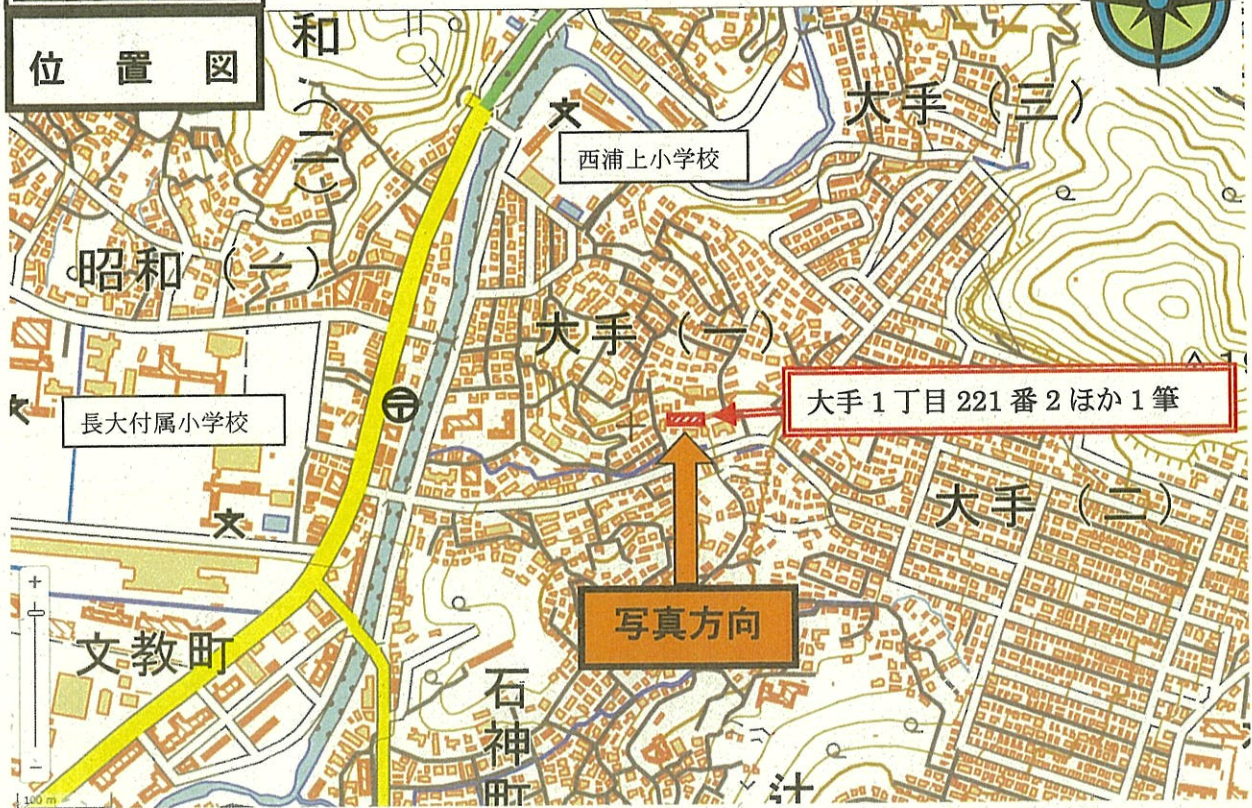 位置図
和（二）
大手（三）
西浦上小学校
昭和（一）
大手（一）
大手1丁目221番2ほか1筆
長大付属小学校
大手（二）
写真方向
文教町
石神町
辻
+
−
100 m